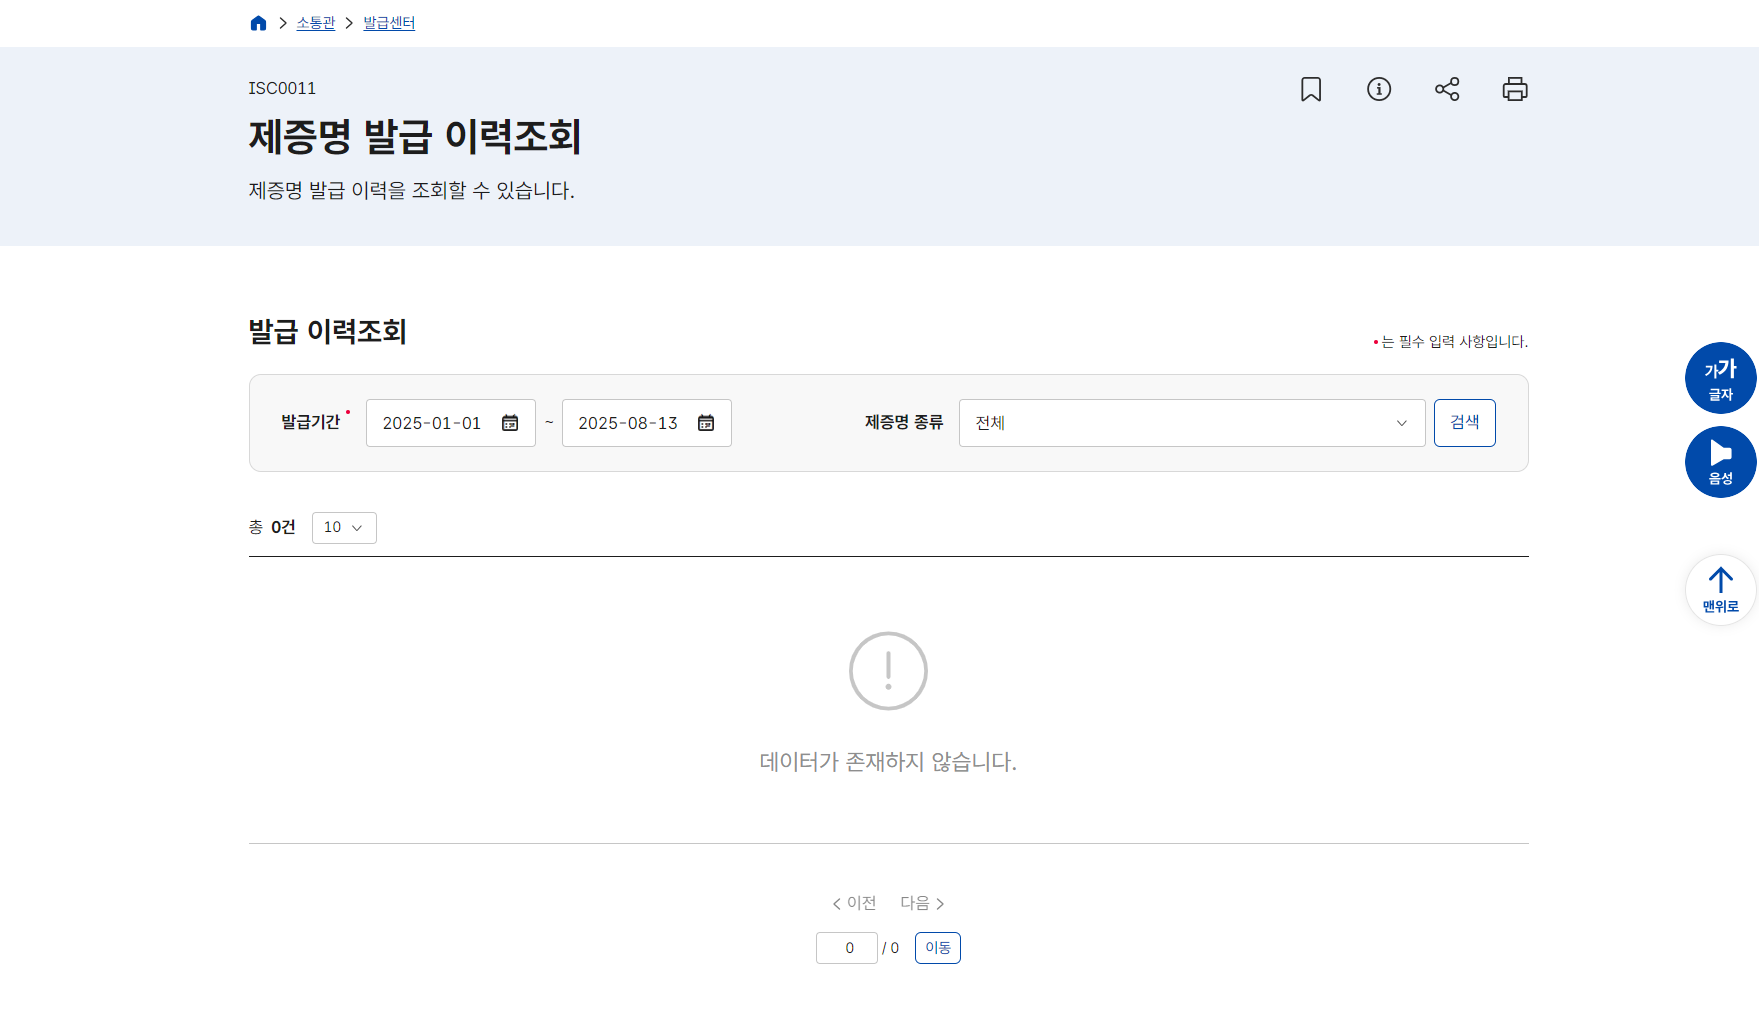 소통관 발급센터
ISC0011
제증명 발급 이력조회
제증명 발급 이력을 조회할 수 있습니다.
발급 이력조회
는 필수 입력 사항입니다.
발급기간 2025-01-01 ~ 2025-08-13 제증명 종류 전체 검색
총 0건 10
데이터가 존재하지 않습니다.
이전 다음
0 / 0 이동
가가
글자
음성
맨위로